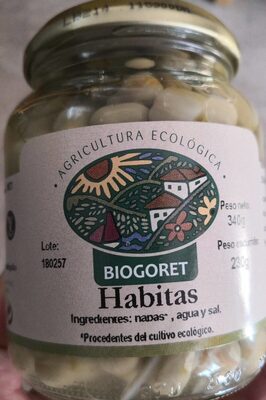 AGRICULTURA ECOLÓGICA
BIOGORET
Habitas
Peso neto:
340g
Peso escurrido:
230g
Lote:
180257
Ingredientes: habas*, agua y sal.
*Procedentes del cultivo ecológico.